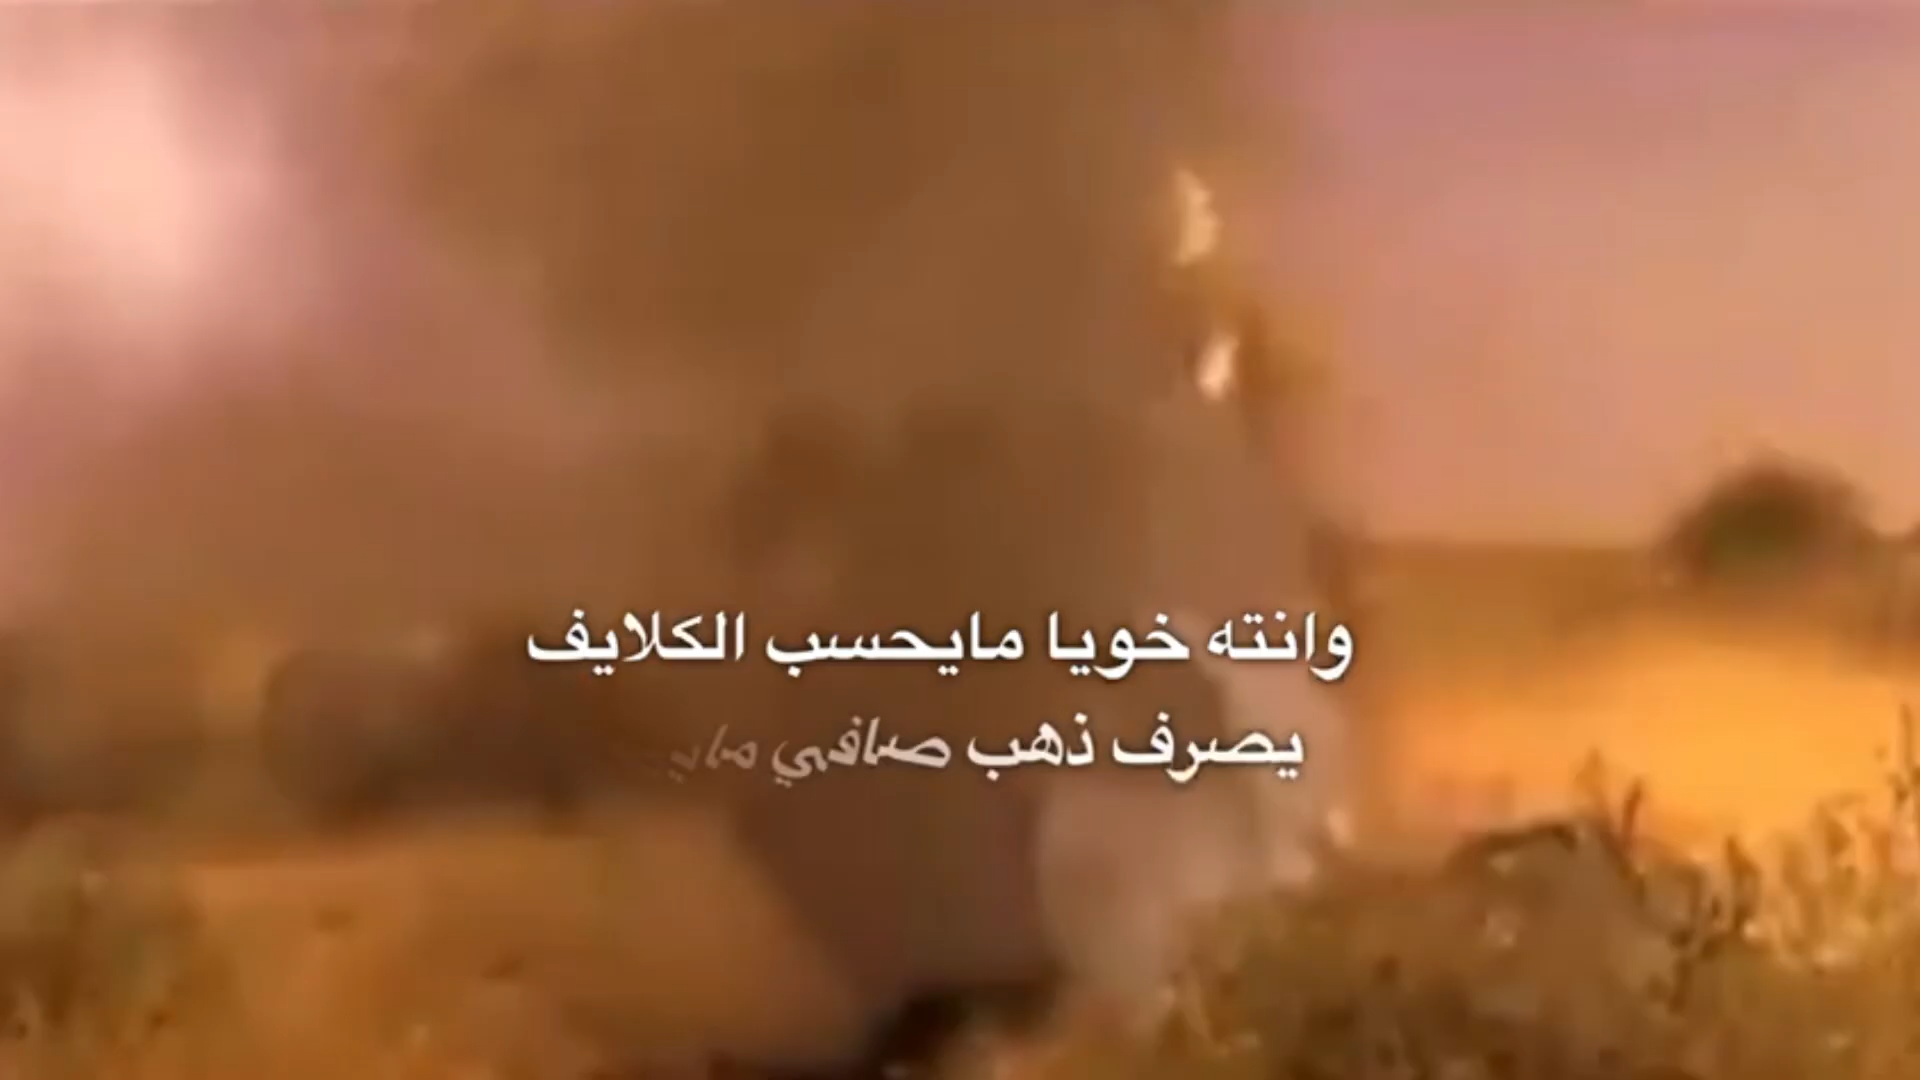 وانته خويا مايحسب الكلايف
يصرف ذهب صافي